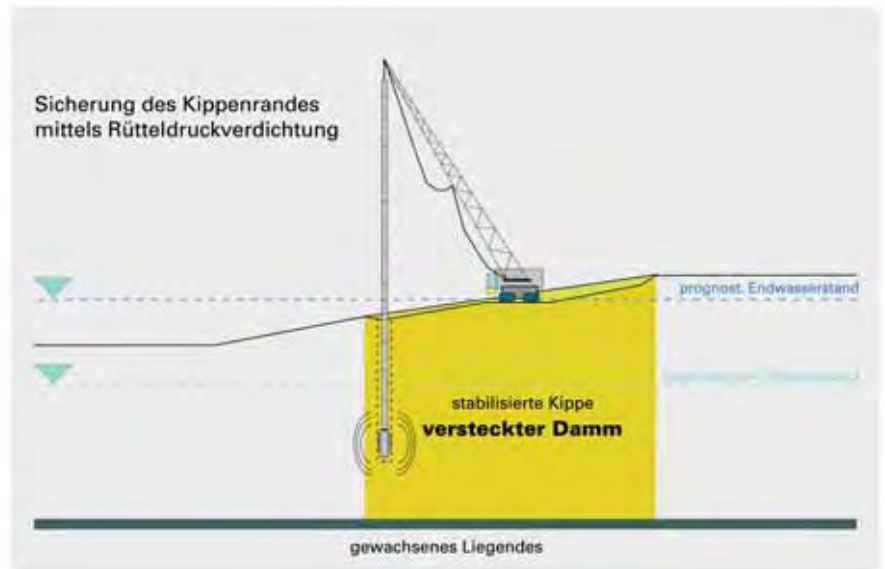 Sicherung des Kippenrandes
mittels Rütteldruckverdichtung
prognost. Endwasserstand
stabilisierte Kippe
versteckter Damm
gewachsenes Liegendes